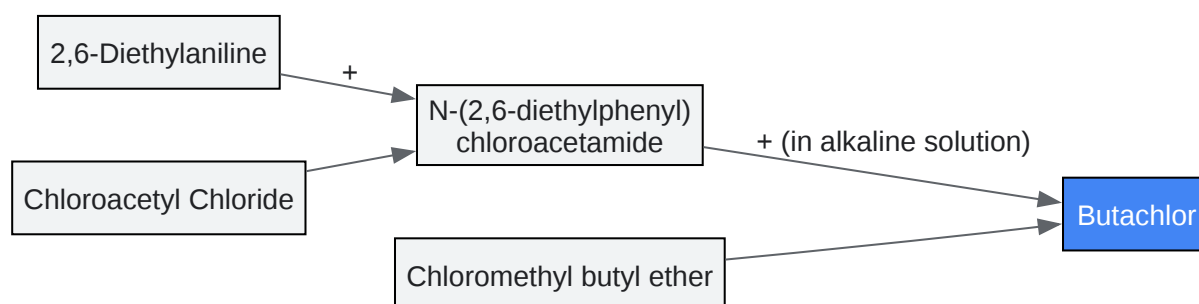 2,6-Diethylaniline
+
N-(2,6-diethylphenyl)
chloroacetamide
+ (in alkaline solution)
Chloroacetyl Chloride
Butachlor
Chloromethyl butyl ether